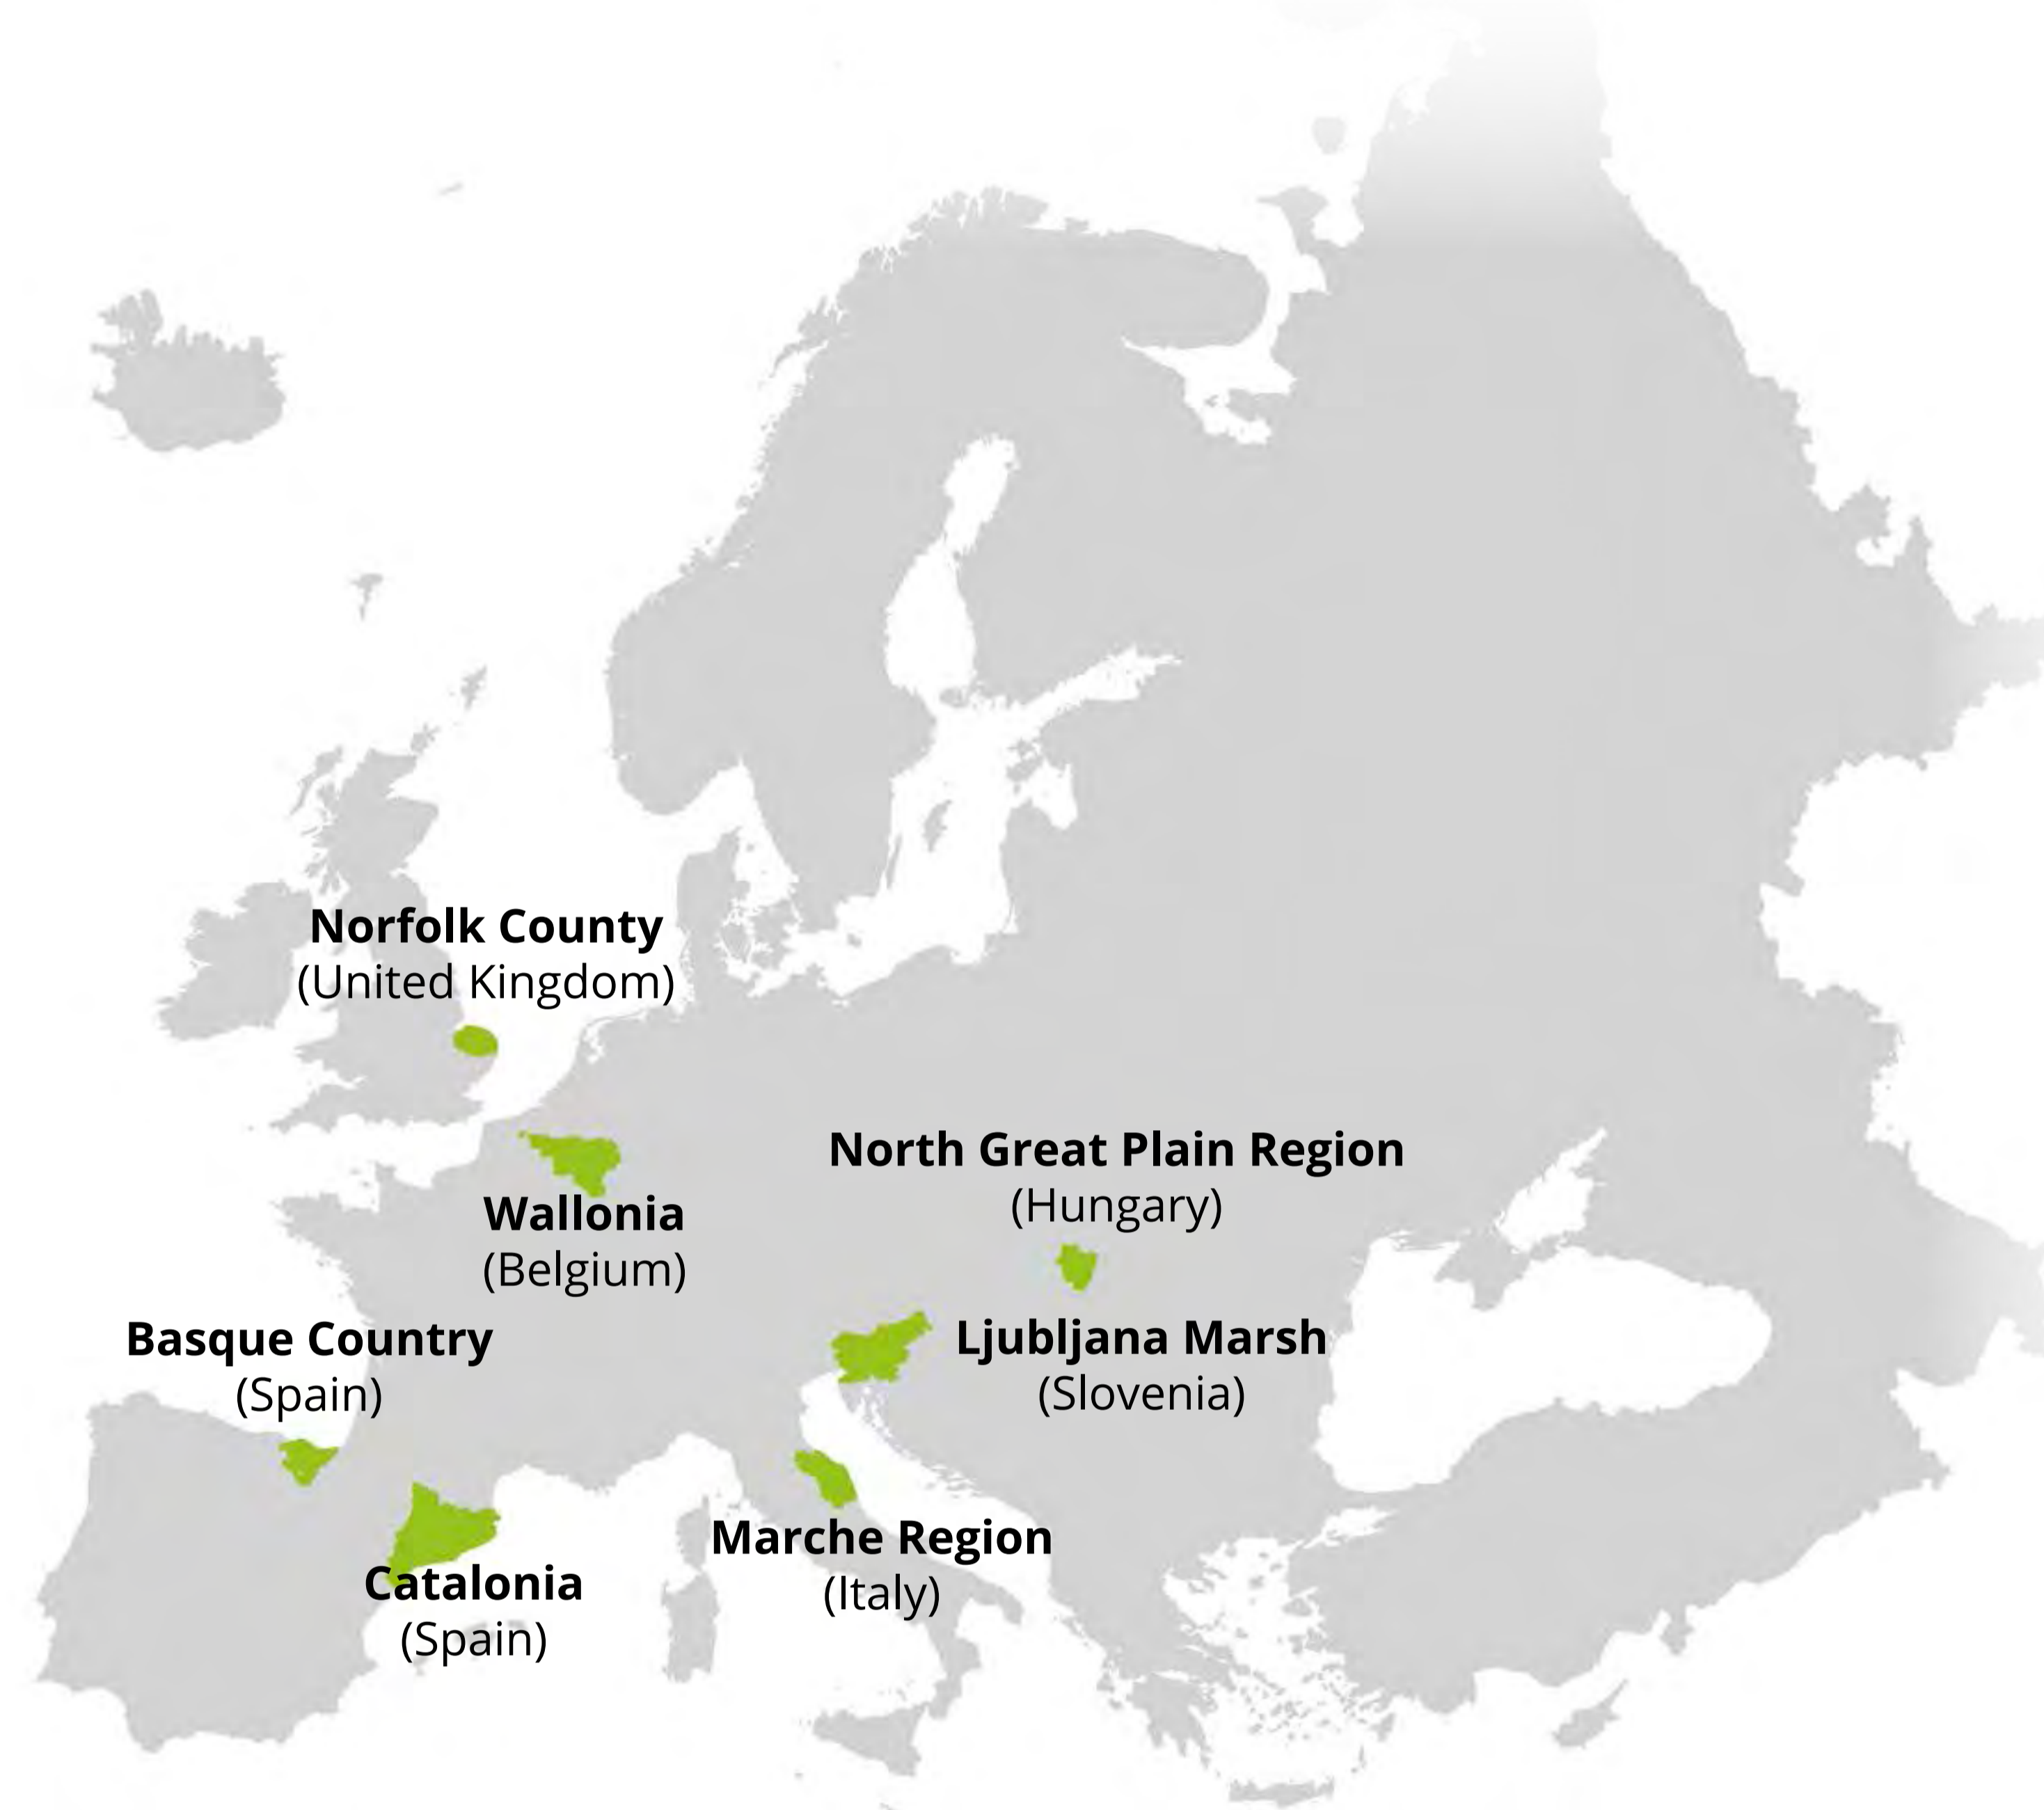 Norfolk County
(United Kingdom)
North Great Plain Region
(Hungary)
Wallonia
(Belgium)
Basque Country
(Spain)
Ljubljana Marsh
(Slovenia)
Marche Region
(Italy)
Catalonia
(Spain)